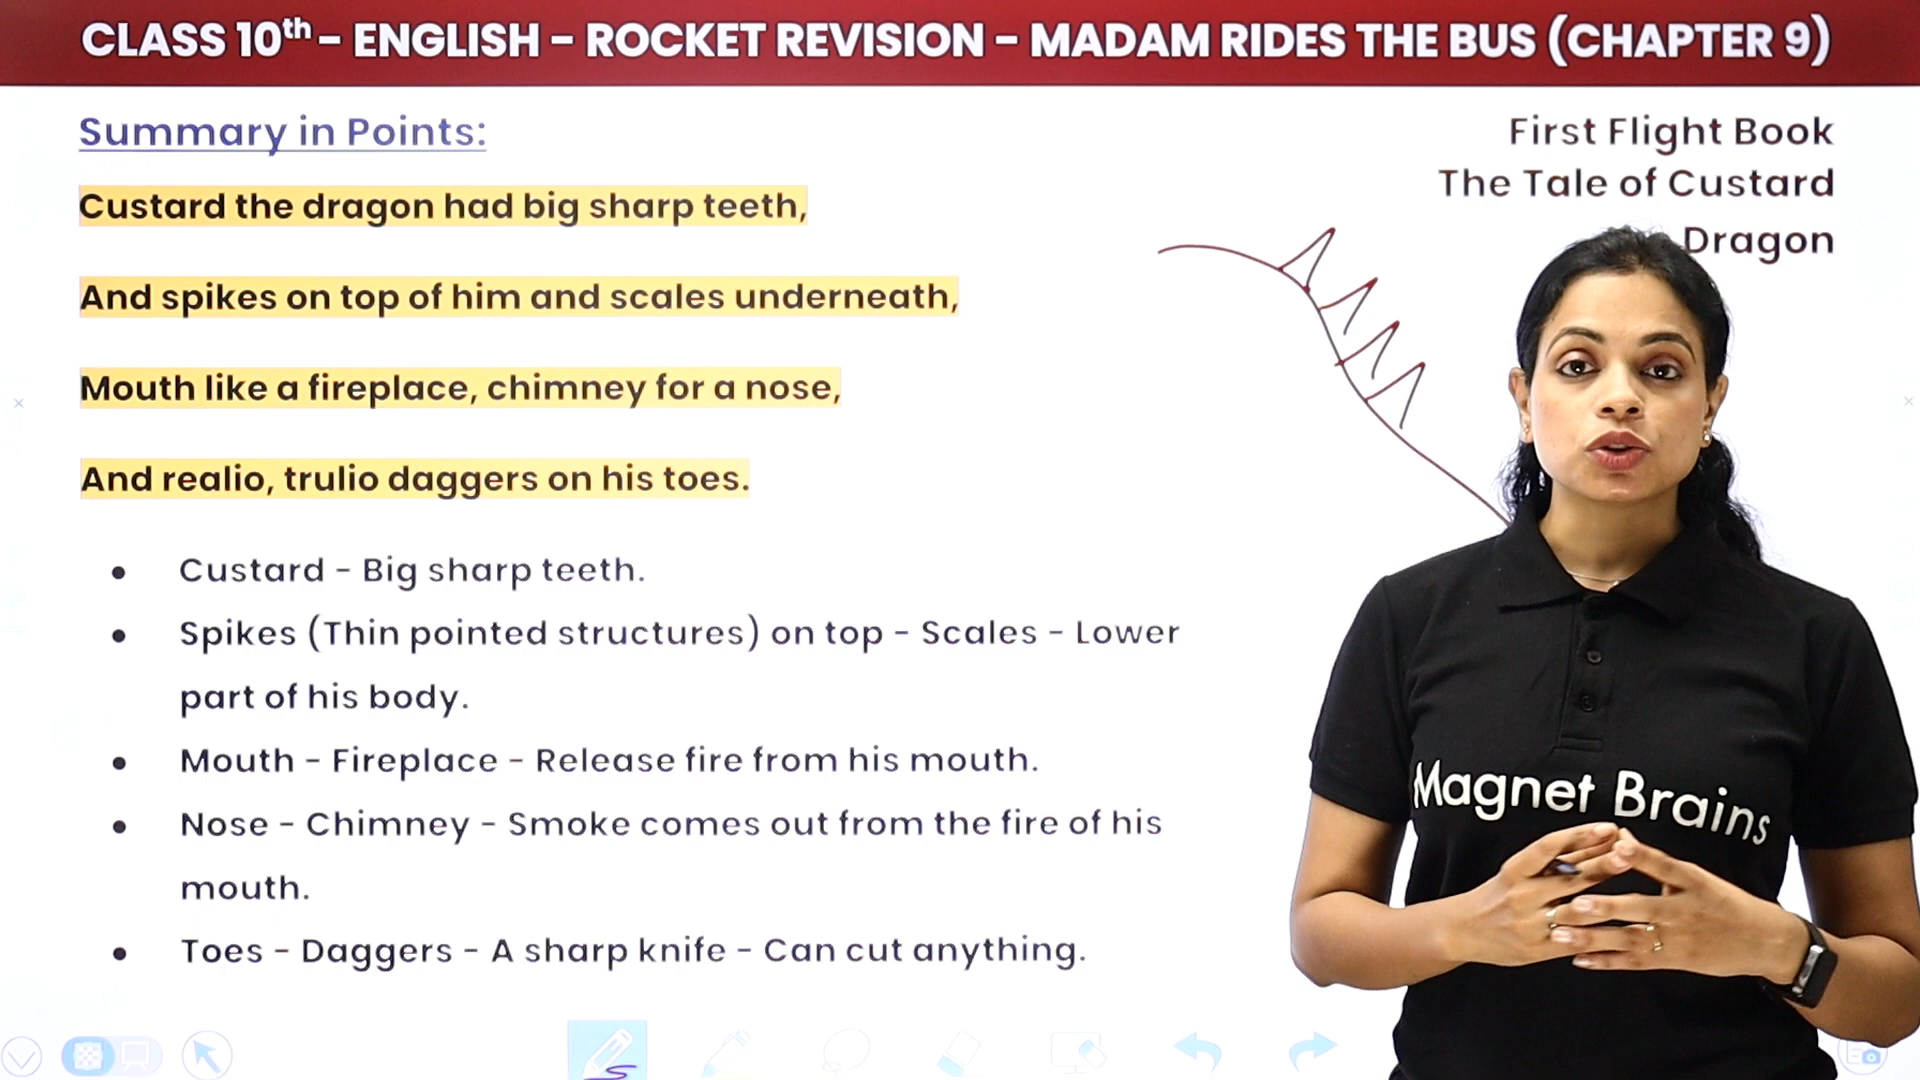 CLASS 10th - ENGLISH - ROCKET REVISION - MADAM RIDES THE BUS (CHAPTER 9)
Summary in Points:
First Flight Book
The Tale of Custard
Dragon
Custard the dragon had big sharp teeth,
And spikes on top of him and scales underneath,
Mouth like a fireplace, chimney for a nose,
And realio, trulio daggers on his toes.
• Custard - Big sharp teeth.
• Spikes (Thin pointed structures) on top - Scales - Lower
part of his body.
• Mouth - Fireplace - Release fire from his mouth.
• Nose - Chimney - Smoke comes out from the fire of his
mouth.
• Toes - Daggers - A sharp knife - Can cut anything.
Magnet Brains